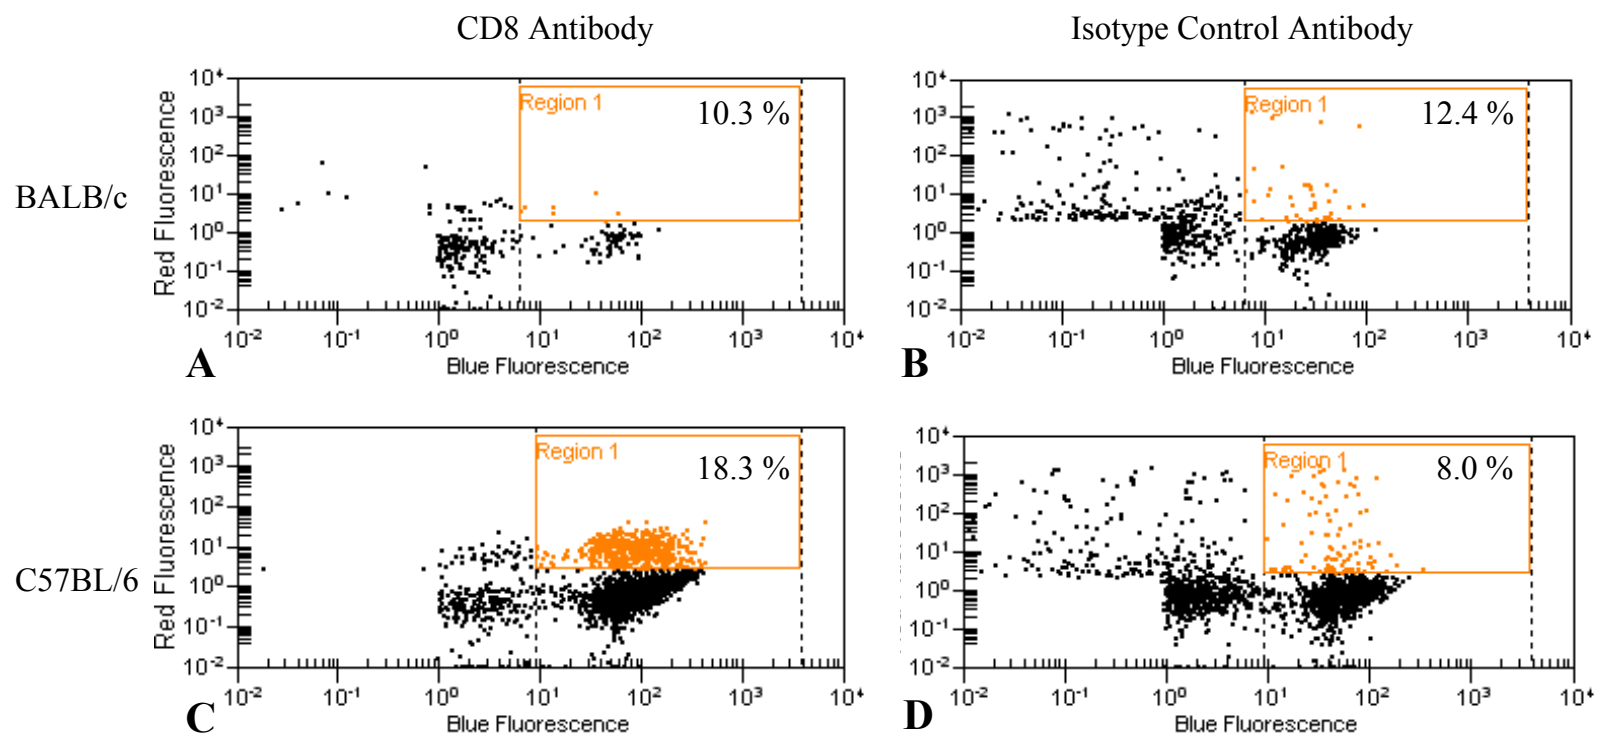 CD8 Antibody
Isotype Control Antibody
BALB/c
Red Fluorescence
10⁴
10³
10²
10¹
10⁰
10⁻¹
10⁻²
Region 1
10.3 %
10⁻² 10⁻¹ 10⁰ 10¹ 10² 10³ 10⁴
Blue Fluorescence
A
Red Fluorescence
10⁴
10³
10²
10¹
10⁰
10⁻¹
10⁻²
Region 1
12.4 %
10⁻² 10⁻¹ 10⁰ 10¹ 10² 10³ 10⁴
Blue Fluorescence
B
C57BL/6
Red Fluorescence
10⁴
10³
10²
10¹
10⁰
10⁻¹
10⁻²
Region 1
18.3 %
10⁻² 10⁻¹ 10⁰ 10¹ 10² 10³ 10⁴
Blue Fluorescence
C
10⁴
10³
10²
10¹
10⁰
10⁻¹
10⁻²
Region 1
8.0 %
10⁻² 10⁻¹ 10⁰ 10¹ 10² 10³ 10⁴
Blue Fluorescence
D